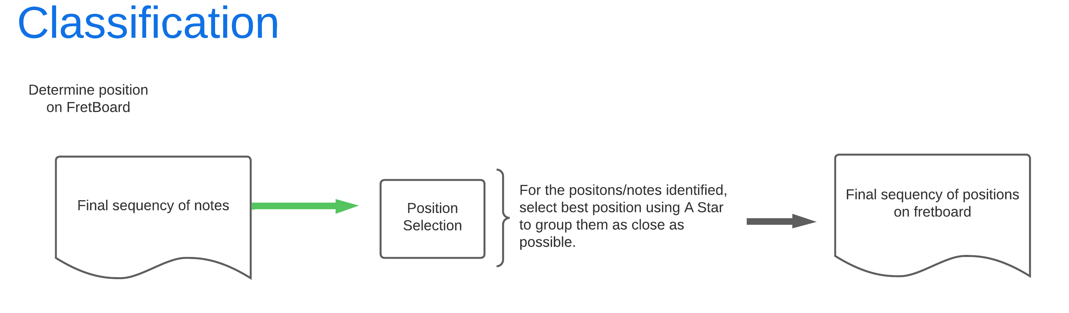 Classification
Determine position
on FretBoard
Final sequency of notes
Position
Selection
For the positons/notes identified,
select best position using A Star
to group them as close as
possible.
Final sequency of positions
on fretboard